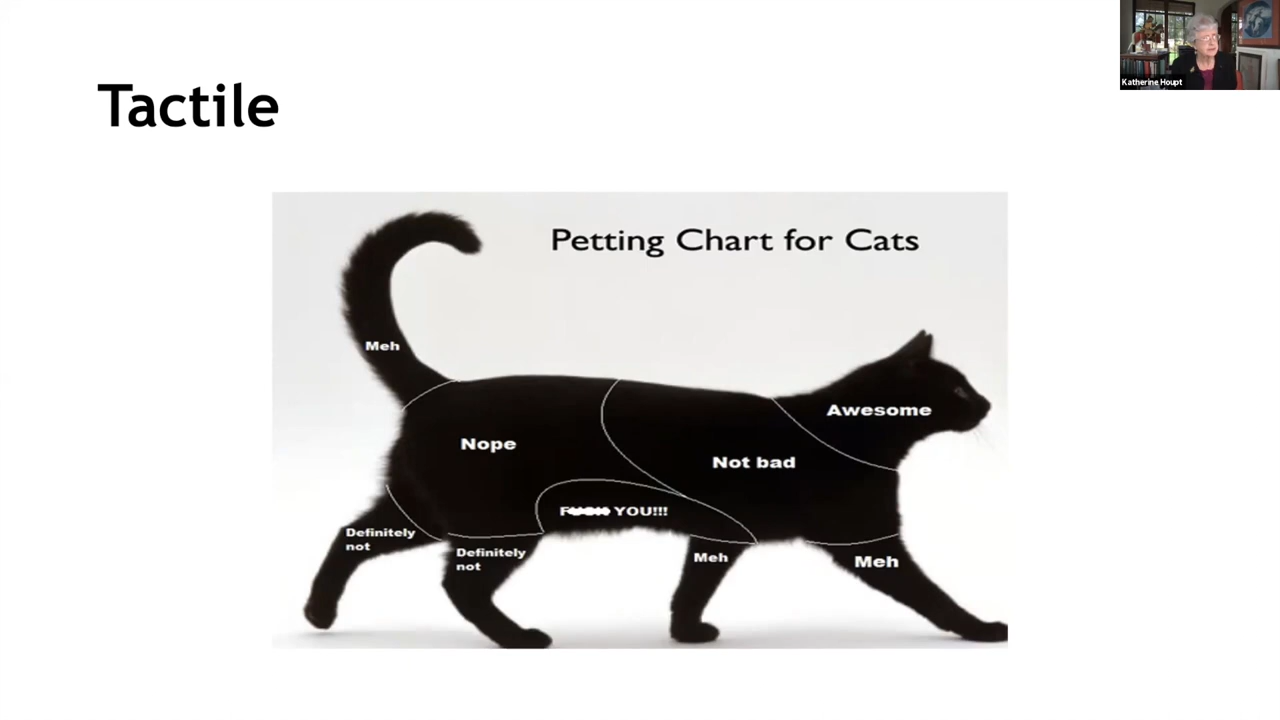 Katherine Houpt
Tactile
Petting Chart for Cats
Meh
Awesome
Nope
Not bad
YOU!!!
Definitely
not
Definitely
not
Meh
Meh